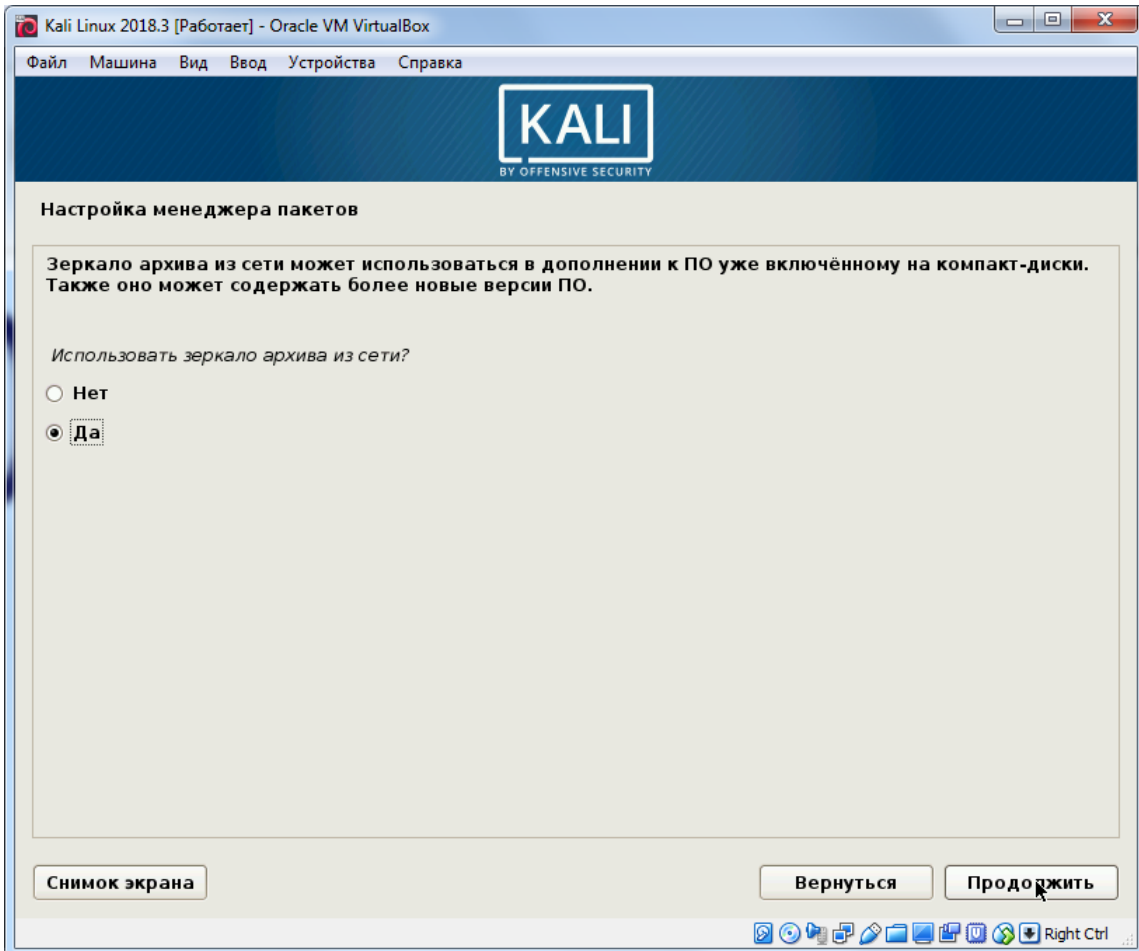 Kali Linux 2018.3 [Работает] - Oracle VM VirtualBox
Файл Машина Вид Ввод Устройства Справка
KALI
BY OFFENSIVE SECURITY
Настройка менеджера пакетов
Зеркало архива из сети может использоваться в дополнении к ПО уже включённому на компакт-диски.
Также оно может содержать более новые версии ПО.
Использовать зеркало архива из сети?
Нет
Да
Снимок экрана Вернуться Продолжить
Right Ctrl